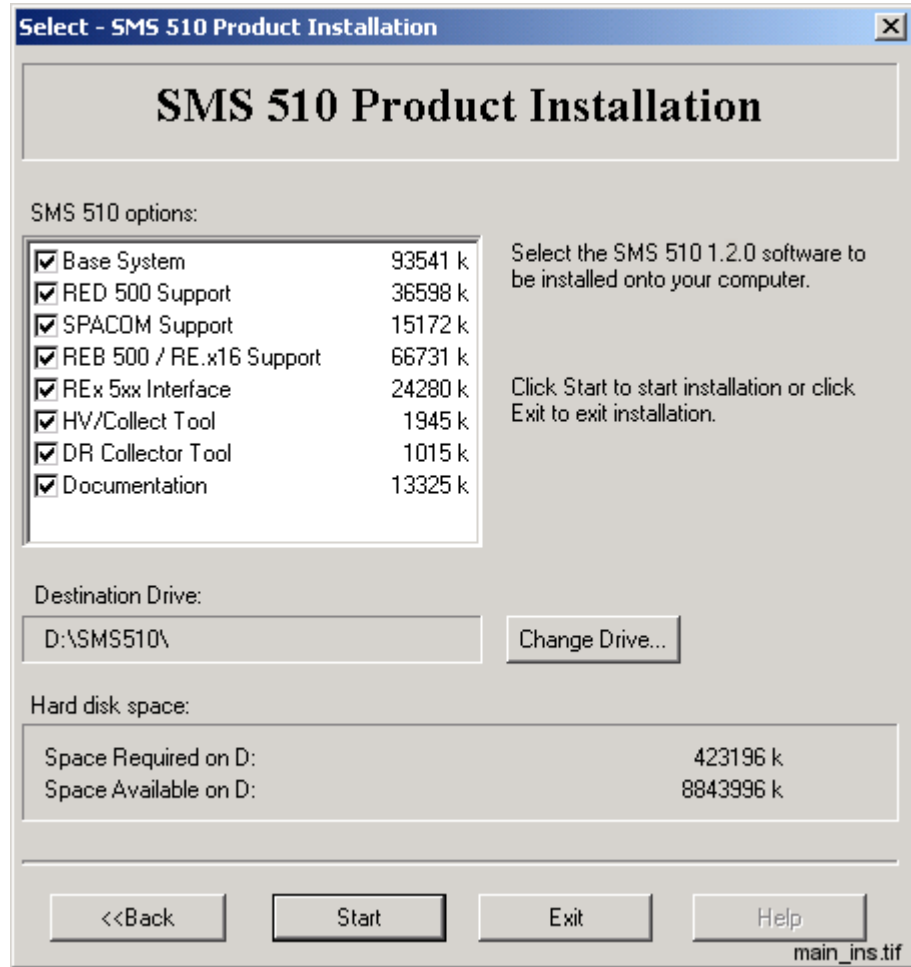 Select - SMS 510 Product Installation
SMS 510 Product Installation
SMS 510 options:
Base System 93541 k
RED 500 Support 36598 k
SPACOM Support 15172 k
REB 500 / RE.x16 Support 66731 k
REx 5xx Interface 24280 k
HV/Collect Tool 1945 k
DR Collector Tool 1015 k
Documentation 13325 k
Select the SMS 510 1.2.0 software to
be installed onto your computer.
Click Start to start installation or click
Exit to exit installation.
Destination Drive:
D:\SMS510\
Change Drive...
Hard disk space:
Space Required on D: 423196 k
Space Available on D: 8843996 k
<<Back
Start
Exit
Help
main_ins.tif